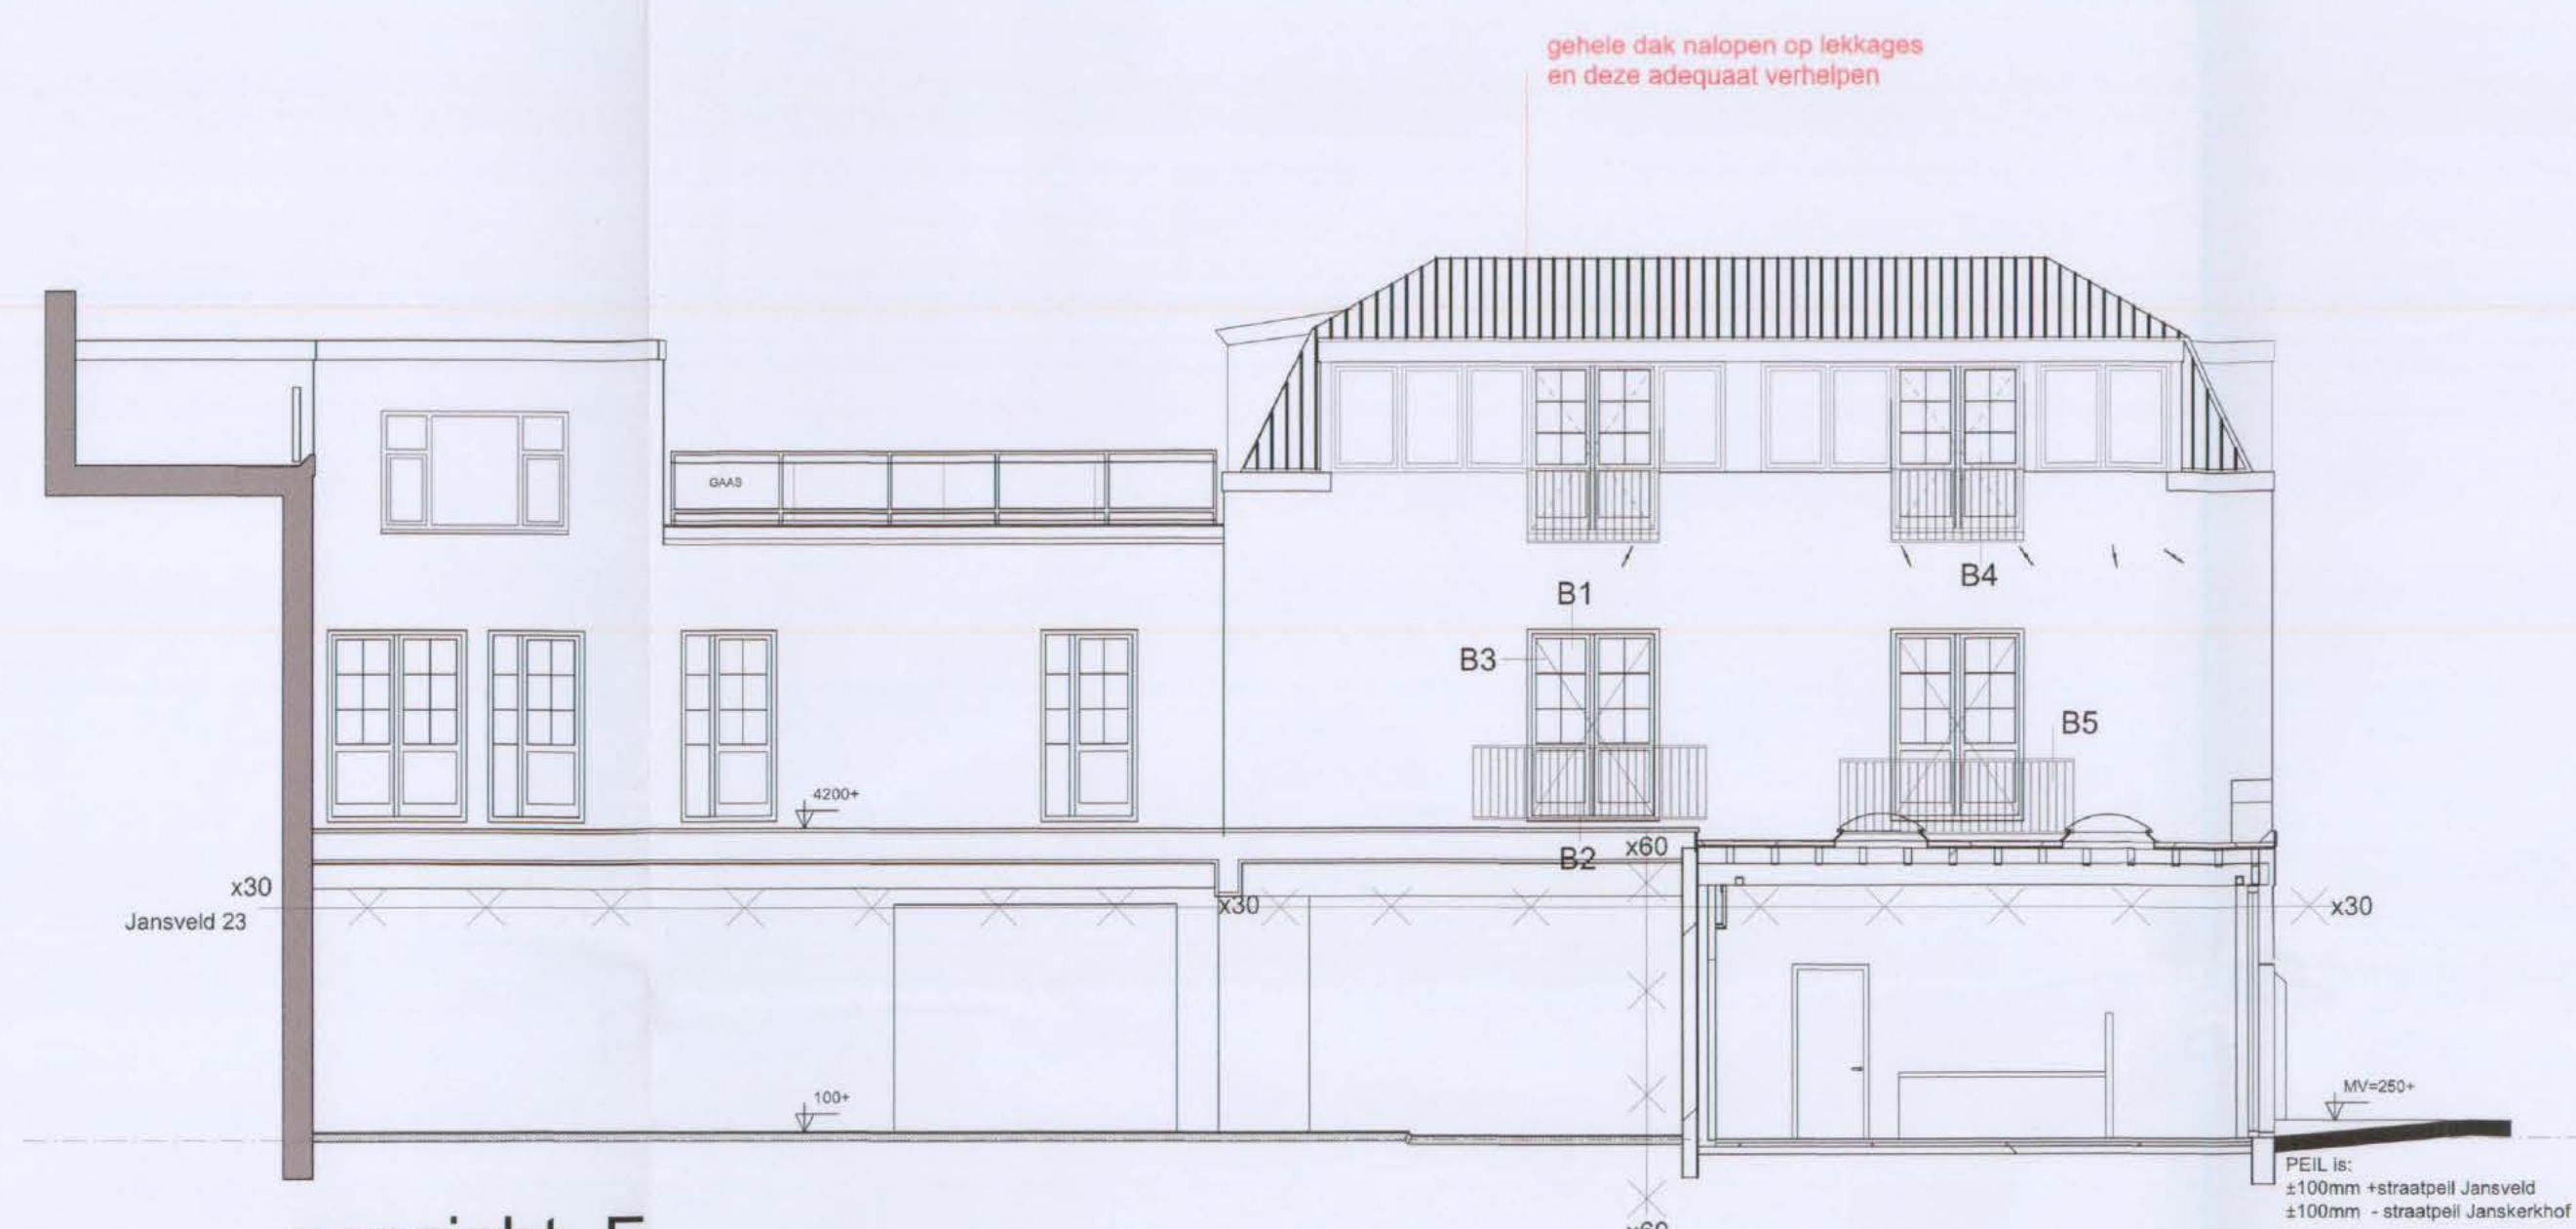 gehele dak nalopen op lekkages
en deze adequaat verhelpen
GAAS
B1
B4
B3
B5
4200+
B2
x60
x30
Jansveld 23
x30
x30
100+
MV=250+
PEIL is:
±100mm +straatpeil Jansveld
±100mm - straatpeil Janskerkhof
x60